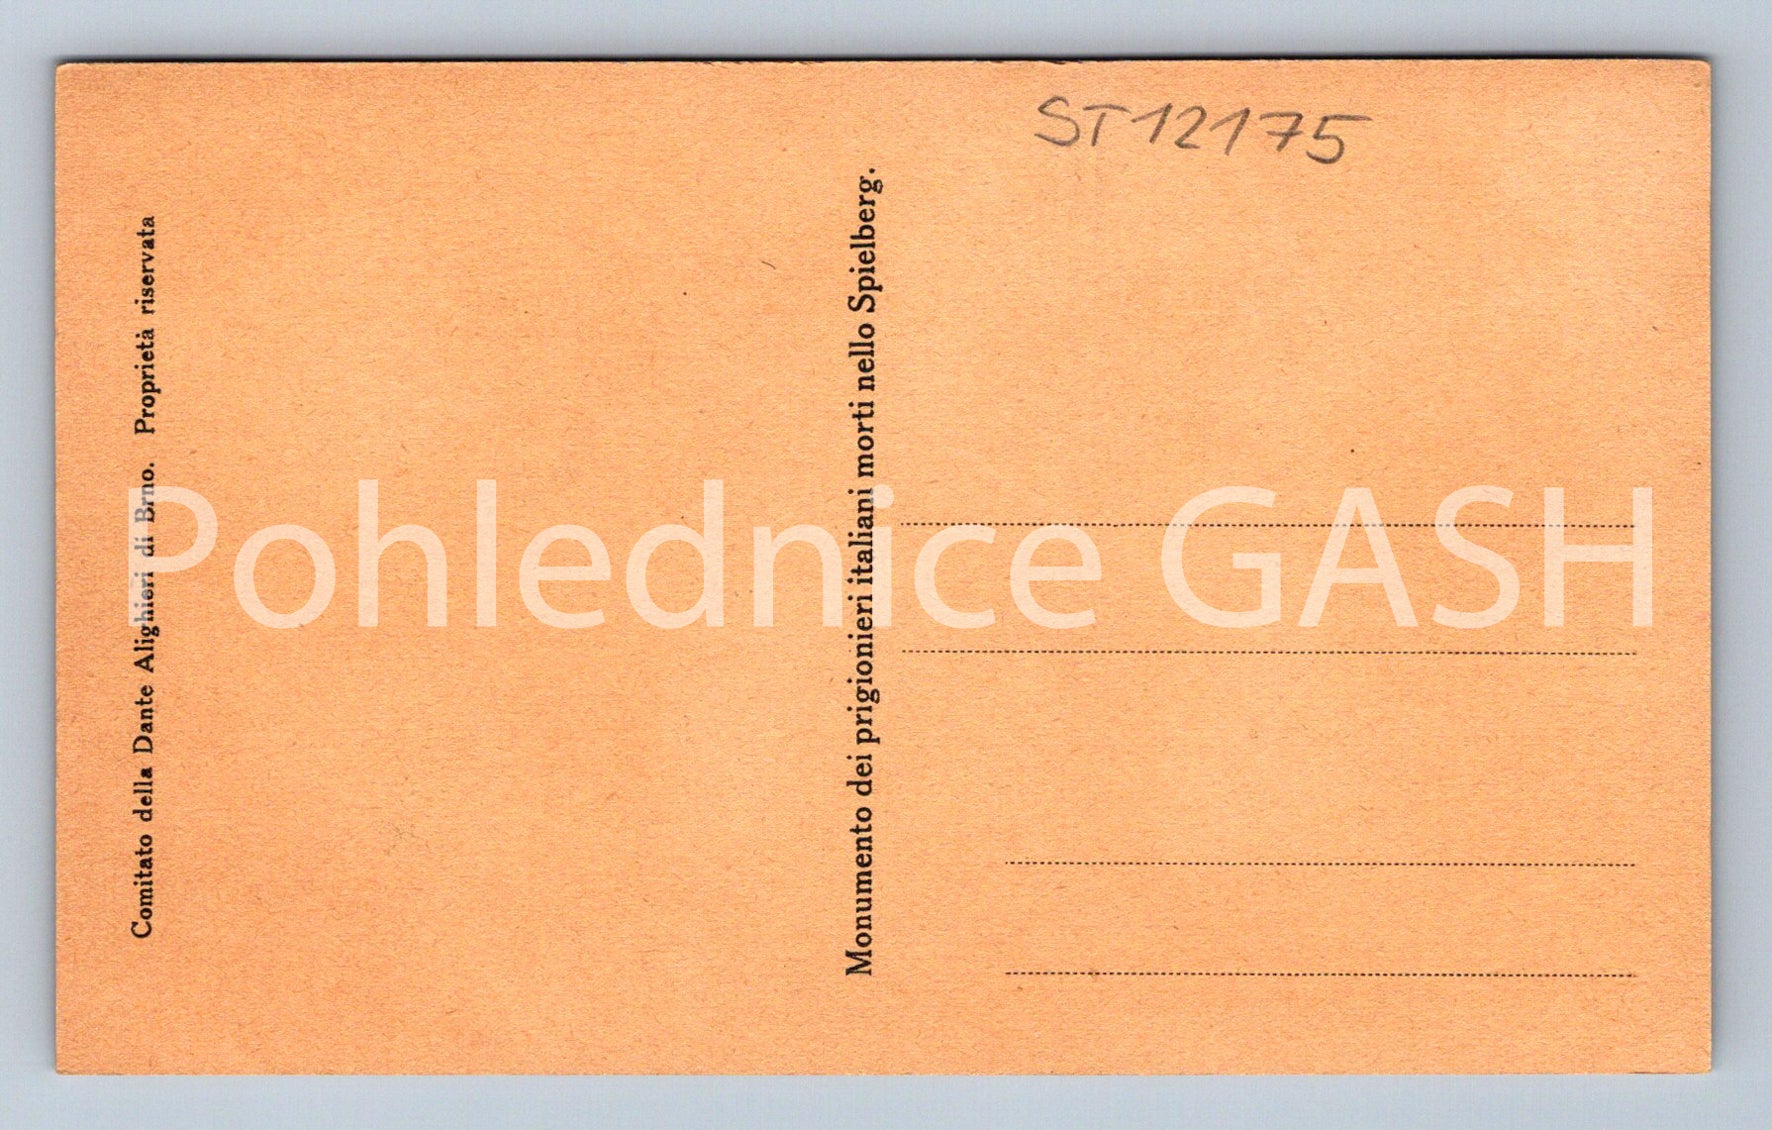 ST12175
Comitato della Dante Alighieri di Brno. Proprietà riservata
Monumento dei prigionieri italiani morti nello Spielberg.
Pohlednice GASH